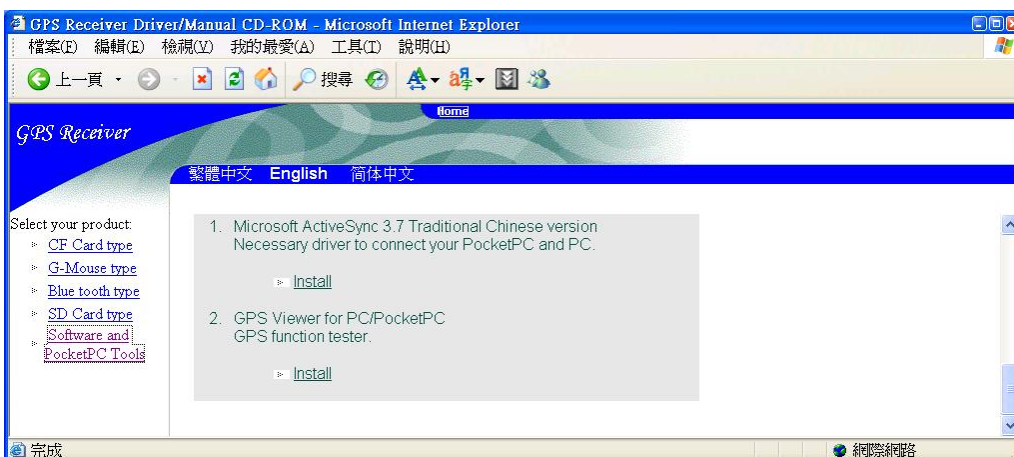 GPS Receiver Driver/Manual CD-ROM - Microsoft Internet Explorer
檔案(F) 編輯(E) 檢視(V) 我的最愛(A) 工具(T) 說明(H)
上一頁 搜尋
Home
GPS Receiver
繁體中文 English 简体中文
Select your product:
CF Card type
G-Mouse type
Blue tooth type
SD Card type
Software and
PocketPC Tools
1. Microsoft ActiveSync 3.7 Traditional Chinese version
Necessary driver to connect your PocketPC and PC.
Install
2. GPS Viewer for PC/PocketPC
GPS function tester.
Install
完成 網際網路